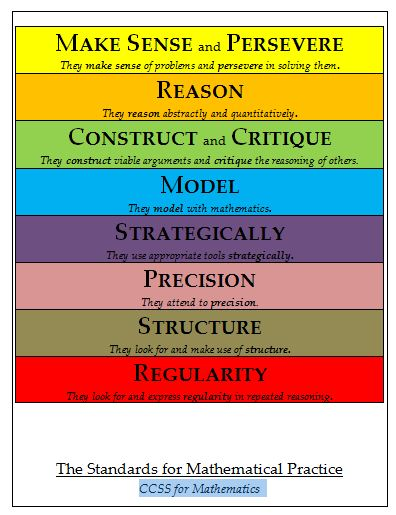 MAKE SENSE and PERSEVERE
They make sense of problems and persevere in solving them.
REASON
They reason abstractly and quantitatively.
CONSTRUCT and CRITIQUE
They construct viable arguments and critique the reasoning of others.
MODEL
They model with mathematics.
STRATEGICALLY
They use appropriate tools strategically.
PRECISION
They attend to precision.
STRUCTURE
They look for and make use of structure.
REGULARITY
They look for and express regularity in repeated reasoning.
The Standards for Mathematical Practice
CCSS for Mathematics